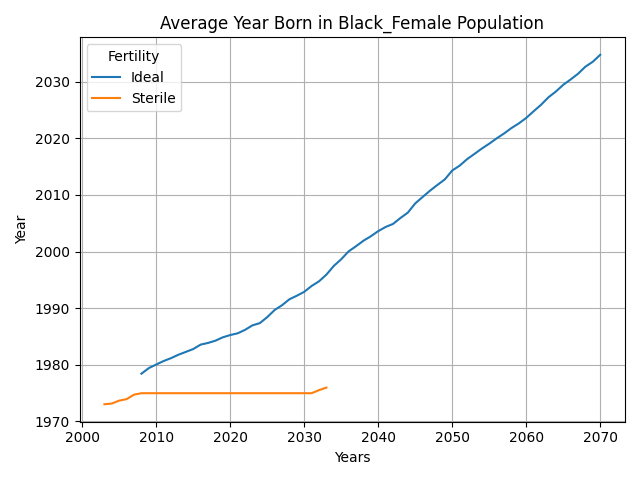 Average Year Born in Black_Female Population
Fertility
Ideal
Sterile
Year
2030
2020
2010
2000
1990
1980
1970
2000 2010 2020 2030 2040 2050 2060 2070
Years